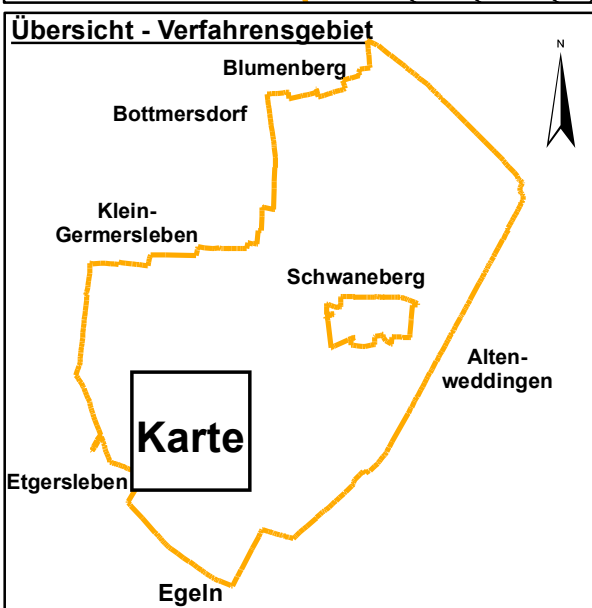 Übersicht - Verfahrensgebiet
N
Blumenberg
Bottmersdorf
Klein-
Germersleben
Schwaneberg
Alten-
weddingen
Karte
Etgersleben
Egeln